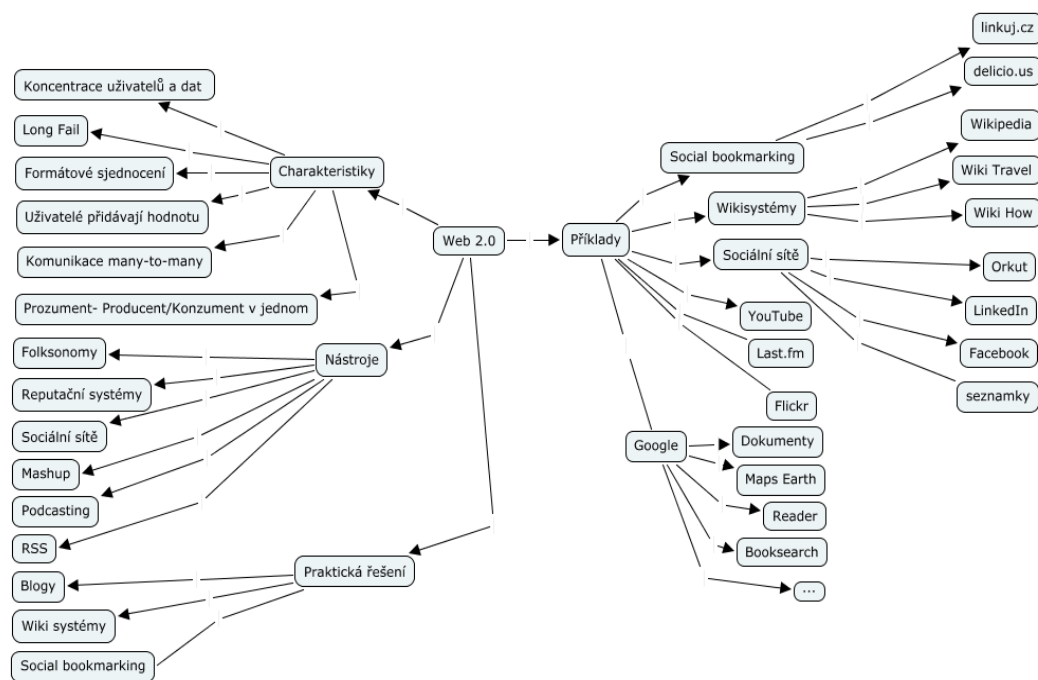 Web 2.0
Charakteristiky
Koncentrace uživatelů a dat
Long Fail
Formátové sjednocení
Uživatelé přidávají hodnotu
Komunikace many-to-many
Prozument- Producent/Konzument v jednom
Nástroje
Folksonomy
Reputační systémy
Sociální sítě
Mashup
Podcasting
RSS
Praktická řešení
Blogy
Wiki systémy
Social bookmarking
Příklady
Social bookmarking
linkuj.cz
delicio.us
Wikisystémy
Wikipedia
Wiki Travel
Wiki How
Sociální sítě
Orkut
LinkedIn
Facebook
seznamky
YouTube
Last.fm
Flickr
Google
Dokumenty
Maps Earth
Reader
Booksearch
...